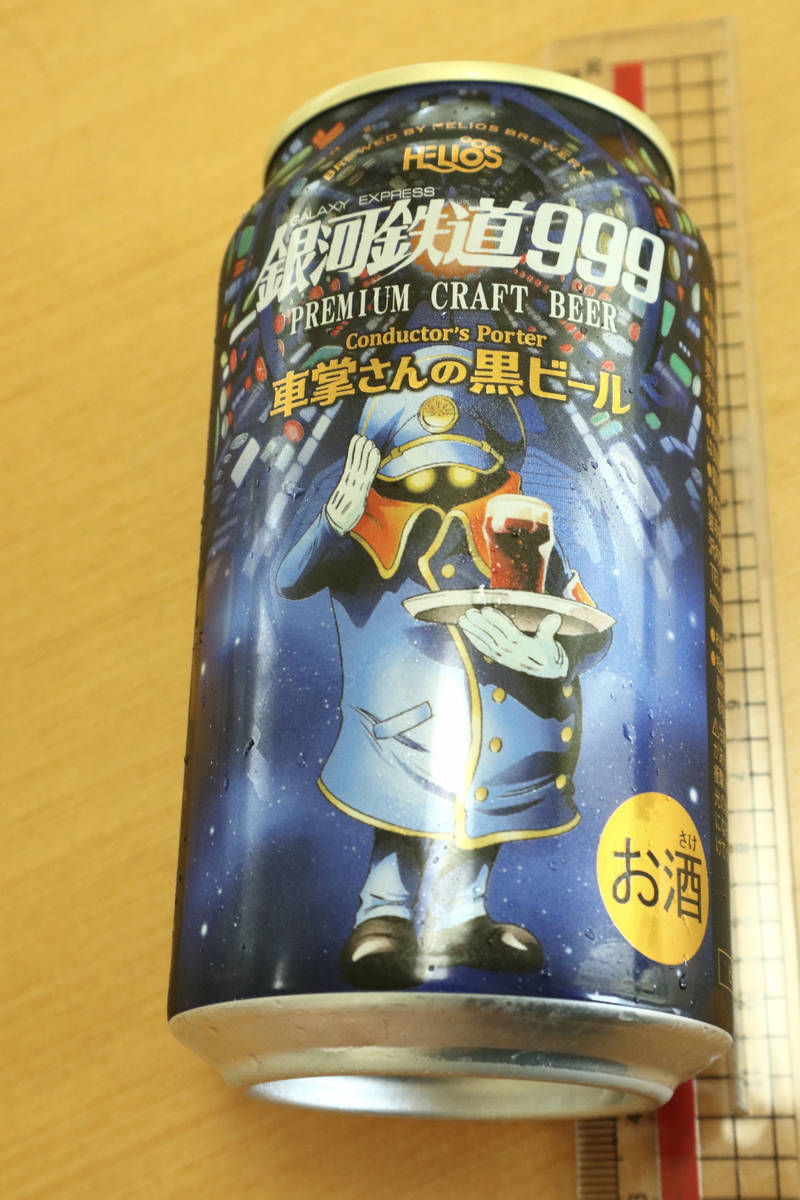 BREWED BY HELIOS BREWERY
HELIOS
GALAXY EXPRESS
銀河鉄道999
PREMIUM CRAFT BEER
Conductor's Porter
車掌さんの黒ビール
さけ
お酒